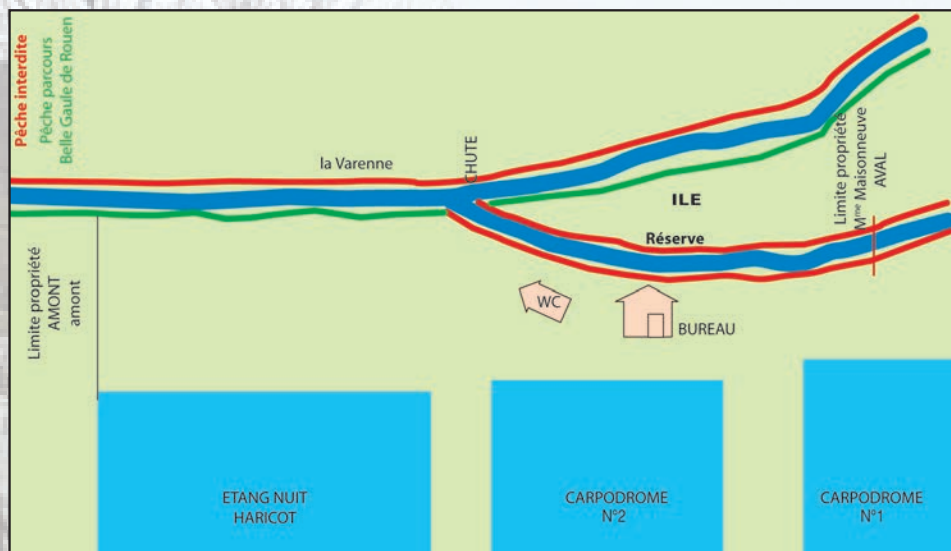 Pêche interdite
Pêche parcours
Belle Gaule de Rouen
la Varenne
CHUTE
ILE
Réserve
Limite propriété
Mme Maisonneuve
AVAL
Limite propriété
AMONT
amont
WC
BUREAU
ETANG NUIT
HARICOT
CARPODROME
N°2
CARPODROME
N°1